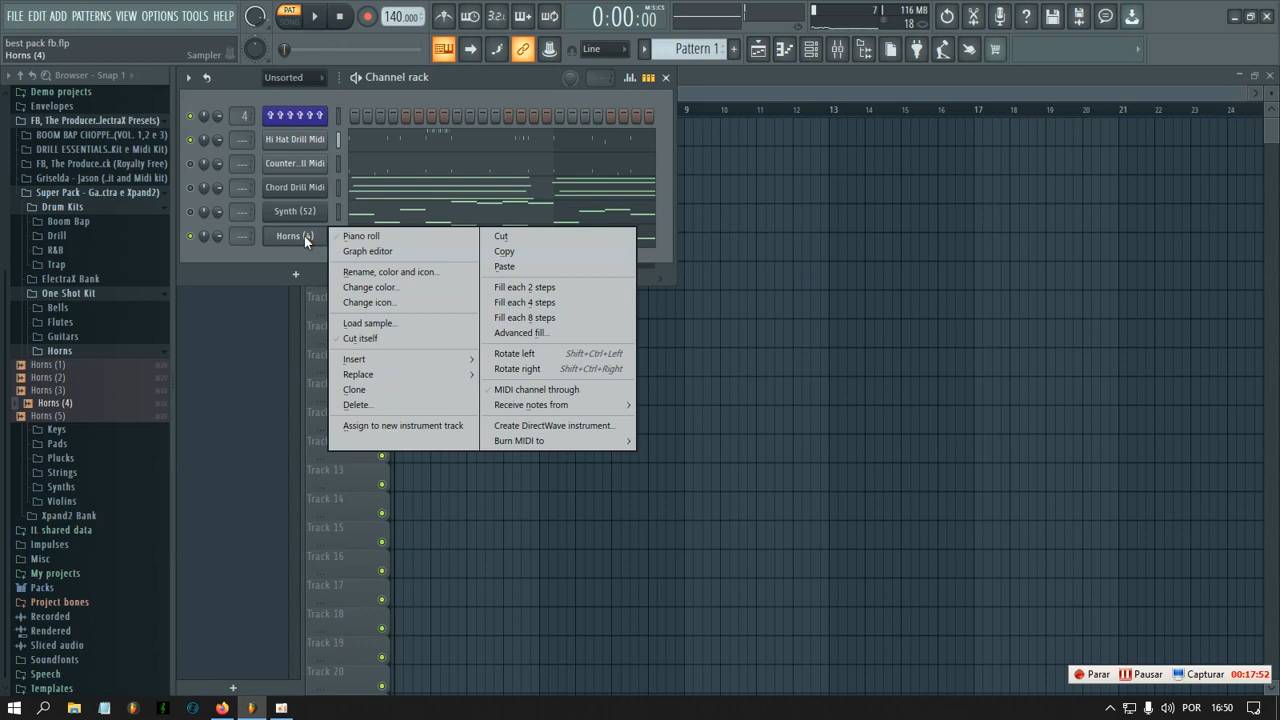 FILE EDIT ADD PATTERNS VIEW OPTIONS TOOLS HELP
PAT
SONG
140.000
3.2
0:00:00
M:S:CS
7
116 MB
18
best pack fb.flp
Horns (4)
Sampler
Line
Pattern 1
Browser - Snap 1
Unsorted
Channel rack
Demo projects
Envelopes
FB, The Producer..lectraX Presets)
BOOM BAP CHOPPE..(VOL. 1,2 e 3)
DRILL ESSENTIALS..Kit e Midi Kit)
FB, The Produce..ck (Royalty Free)
Griselda - Jason (..it and Midi kit)
Super Pack - Ga..ctra e Xpand2)
Drum Kits
Boom Bap
Drill
R&B
Trap
ElectraX Bank
One Shot Kit
Bells
Flutes
Guitars
Horns
Horns (1)
Horns (2)
Horns (3)
Horns (4)
Horns (5)
Keys
Pads
Plucks
Strings
Synths
Violins
Xpand2 Bank
IL shared data
Impulses
Misc
My projects
Packs
Project bones
Recorded
Rendered
Sliced audio
Soundfonts
Speech
Templates
4
--- Hi Hat Drill Midi
--- Counter..ll Midi
--- Chord Drill Midi
--- Synth (52)
--- Horns (4)
Piano roll
Graph editor
Rename, color and icon...
Change color...
Change icon...
Load sample...
Cut itself
Insert
Replace
Clone
Delete...
Assign to new instrument track
Cut
Copy
Paste
Fill each 2 steps
Fill each 4 steps
Fill each 8 steps
Advanced fill...
Rotate left Shift+Ctrl+Left
Rotate right Shift+Ctrl+Right
MIDI channel through
Receive notes from
Create DirectWave instrument...
Burn MIDI to
10 11 12 13 14 15 16 17 18 19 20 21 22 23 24
Track 13
Track 14
Track 15
Track 16
Track 17
Track 18
Track 19
Track 20
Parar Pausar Capturar 00:17:52
POR 16:50